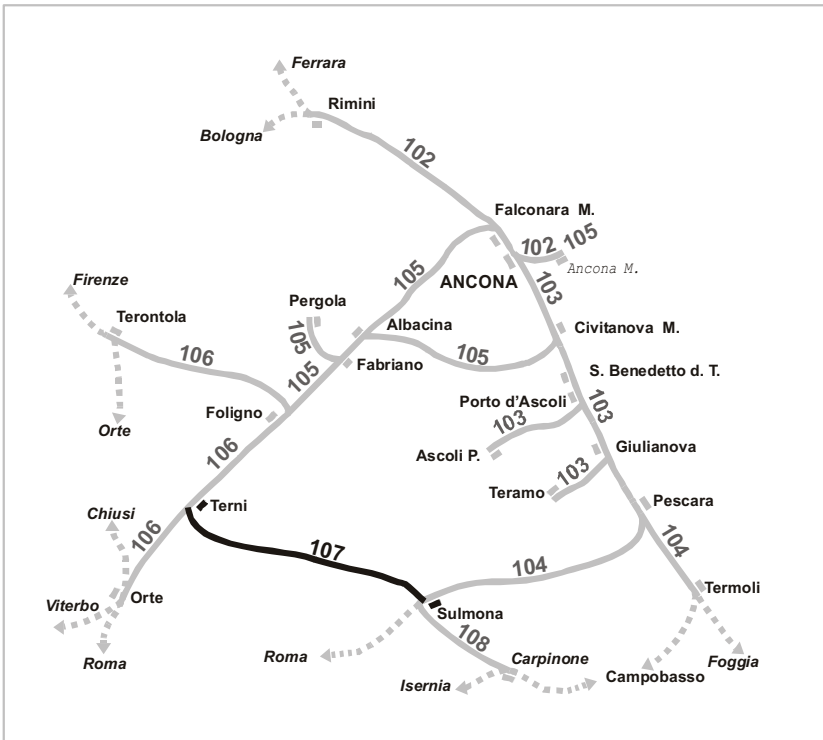 Ferrara
Rimini
Bologna
102
Falconara M.
102
105
Ancona M.
ANCONA
103
105
Firenze
Terontola
Pergola
Albacina
Civitanova M.
105
105
106
Fabriano
105
S. Benedetto d. T.
Porto d'Ascoli
103
103
Foligno
Orte
Ascoli P.
Giulianova
106
103
Teramo
Pescara
Terni
Chiusi
106
107
104
104
Termoli
Viterbo
Orte
Sulmona
108
Roma
Roma
Carpinone
Foggia
Isernia
Campobasso